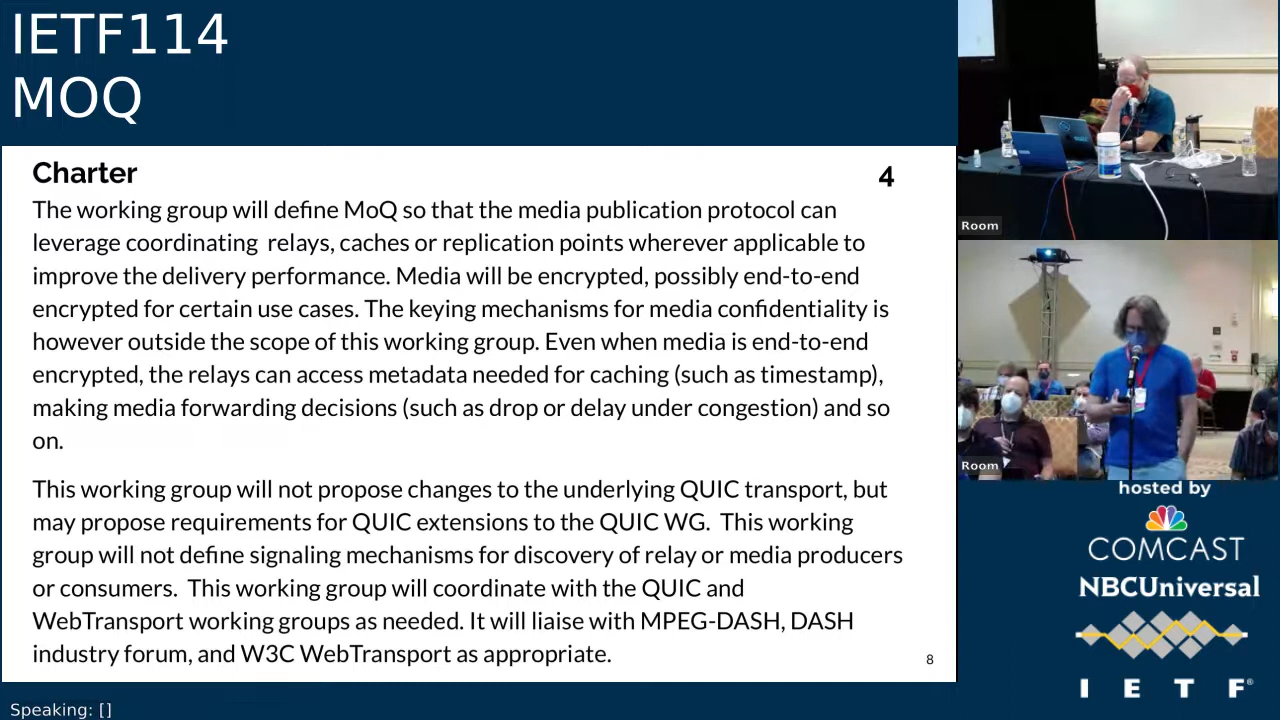 IETF114
MOQ
Charter
4
The working group will define MoQ so that the media publication protocol can
leverage coordinating  relays, caches or replication points wherever applicable to
improve the delivery performance. Media will be encrypted, possibly end-to-end
encrypted for certain use cases. The keying mechanisms for media confidentiality is
however outside the scope of this working group. Even when media is end-to-end
encrypted, the relays can access metadata needed for caching (such as timestamp),
making media forwarding decisions (such as drop or delay under congestion) and so
on.
This working group will not propose changes to the underlying QUIC transport, but
may propose requirements for QUIC extensions to the QUIC WG.  This working
group will not define signaling mechanisms for discovery of relay or media producers
or consumers.  This working group will coordinate with the QUIC and
WebTransport working groups as needed. It will liaise with MPEG-DASH, DASH
industry forum, and W3C WebTransport as appropriate.
8
Room
Room
hosted by
COMCAST
NBCUniversal
I E T F®
Speaking: []